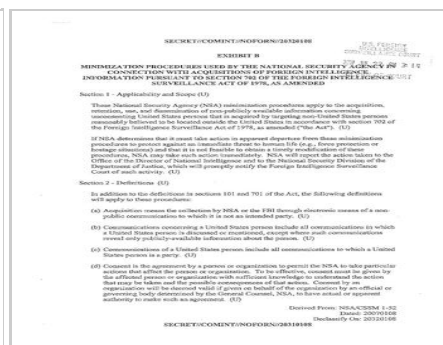 SECRET//COMINT//NOFORN//20320108
EXHIBIT B
MINIMIZATION PROCEDURES USED BY THE NATIONAL SECURITY AGENCY IN
CONNECTION WITH ACQUISITIONS OF FOREIGN INTELLIGENCE
INFORMATION PURSUANT TO SECTION 702 OF THE FOREIGN INTELLIGENCE
SURVEILLANCE ACT OF 1978, AS AMENDED
Section 1 - Applicability and Scope (U)
These National Security Agency (NSA) minimization procedures apply to the acquisition,
retention, use, and dissemination of non-publicly available information concerning
unconsenting United States persons that is acquired by targeting non-United States persons
reasonably believed to be located outside the United States in accordance with section 702 of
the Foreign Intelligence Surveillance Act of 1978, as amended ("the Act"). (U)
If NSA determines that it must take action in apparent departure from these minimization
procedures to protect against an immediate threat to human life (e.g., force protection or
hostage situations) and that it is not feasible to obtain a timely modification of these
procedures, NSA may take such action immediately. NSA will report the action taken to the
Office of the Director of National Intelligence and to the National Security Division of the
Department of Justice, which will promptly notify the Foreign Intelligence Surveillance
Court of such activity. (U)
Section 2 - Definitions (U)
In addition to the definitions in sections 101 and 701 of the Act, the following definitions
will apply to these procedures:
(a) Acquisition means the collection by NSA or the FBI through electronic means of a non-
public communication to which it is not an intended party. (U)
(b) Communications concerning a United States person include all communications in which
a United States person is discussed or mentioned, except where such communications
reveal only publicly-available information about the person. (U)
(c) Communications of a United States person include all communications to which a United
States person is a party. (U)
(d) Consent is the agreement by a person or organization to permit the NSA to take particular
actions that affect the person or organization. To be effective, consent must be given by
the affected person or organization with sufficient knowledge to understand the action
that may be taken and the possible consequences of that action. Consent by an
organization will be deemed valid if given on behalf of the organization by an official or
governing body determined by the General Counsel, NSA, to have actual or apparent
authority to make such an agreement. (U)
Derived From: NSA/CSSM 1-52
Dated: 20070108
Declassify On: 20320108
SECRET//COMINT//NOFORN//20320108